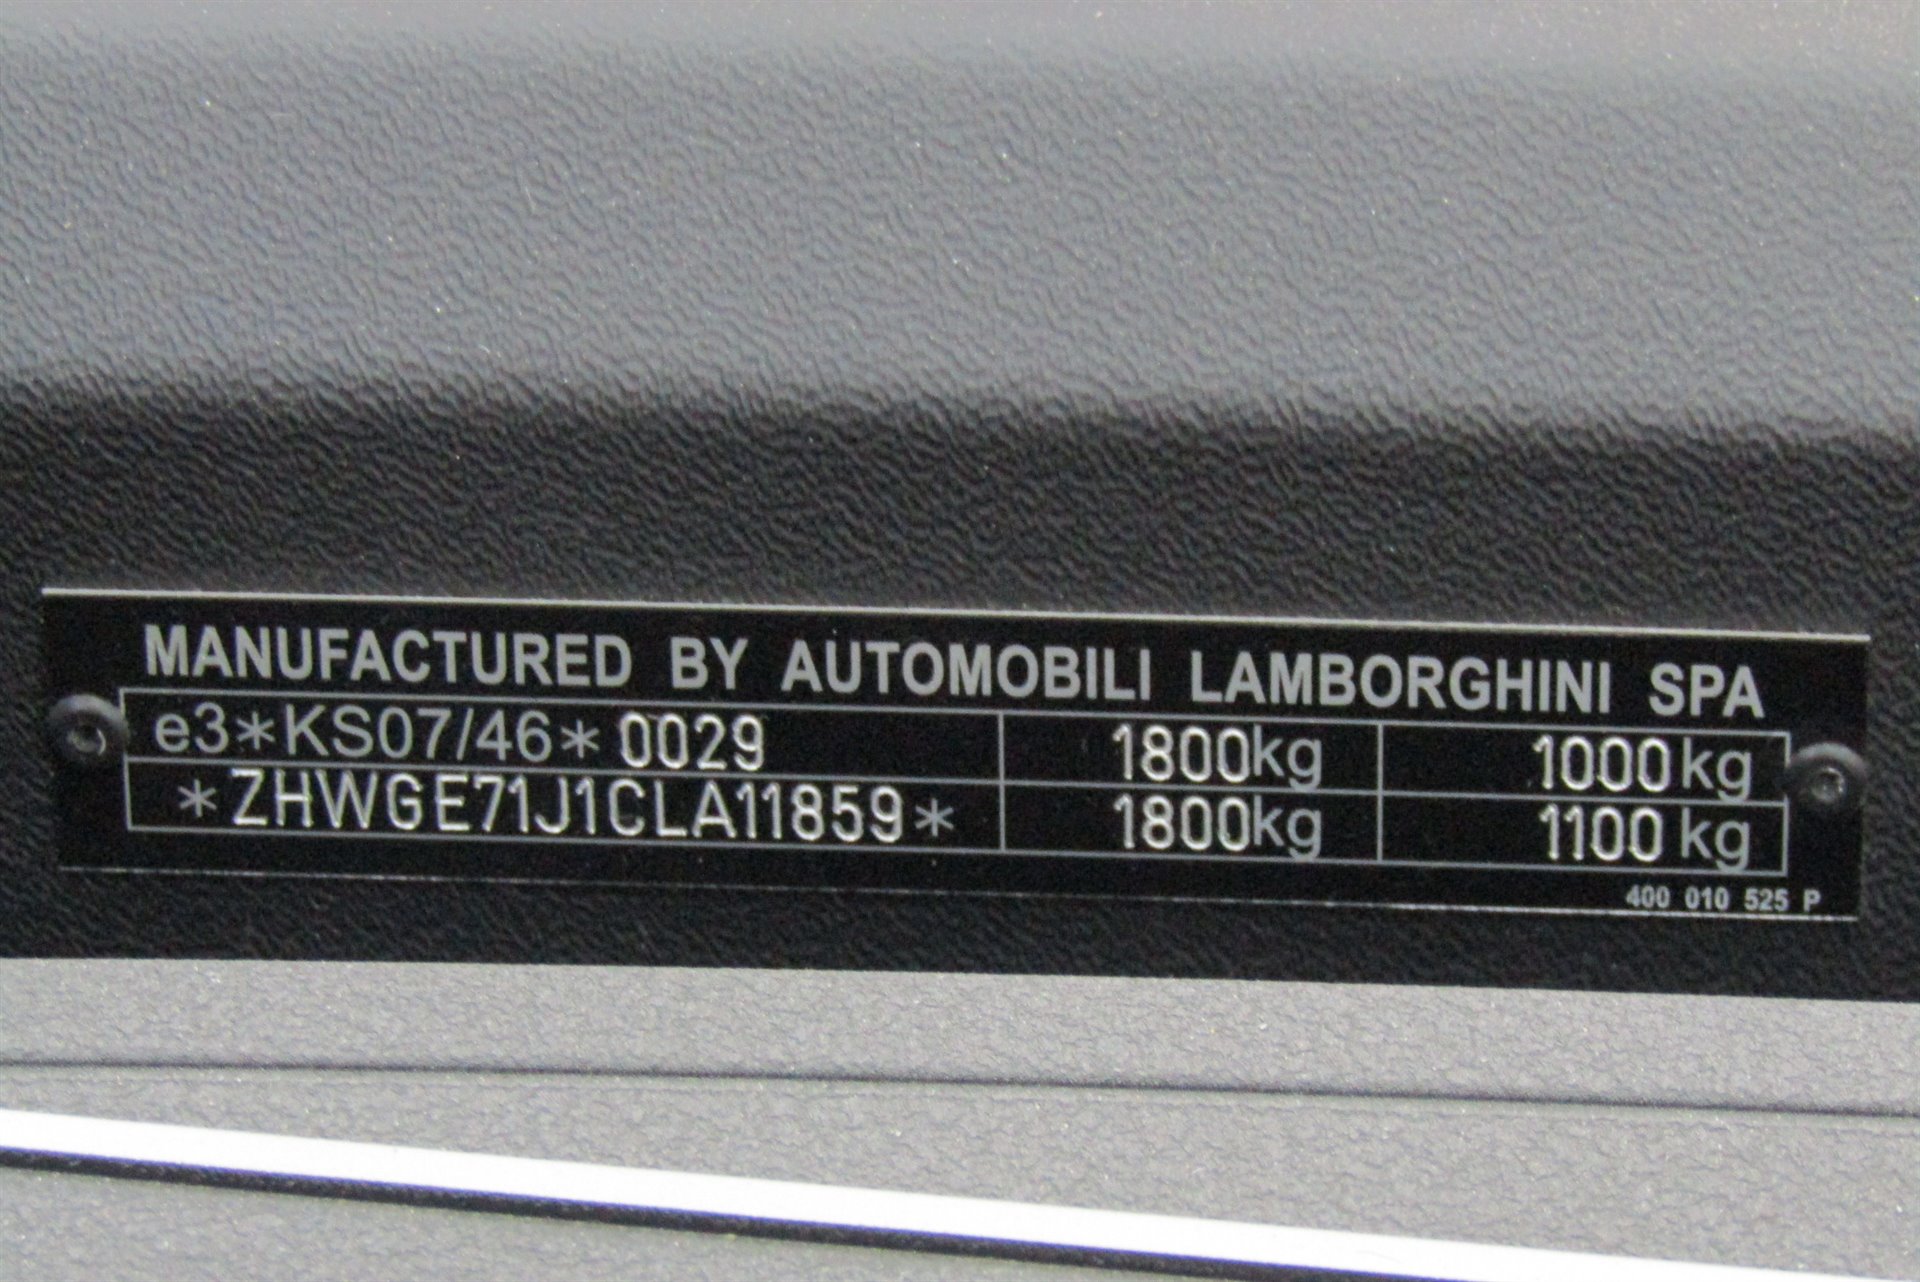 MANUFACTURED BY AUTOMOBILI LAMBORGHINI SPA
e3*KS07/46*0029 1800kg 1000kg
*ZHWGE71J1CLA11859* 1800kg 1100kg
400 010 525 P